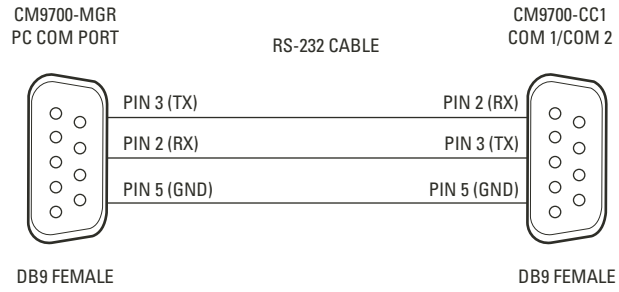 CM9700-MGR
PC COM PORT
RS-232 CABLE
CM9700-CC1
COM 1/COM 2
PIN 3 (TX)
PIN 2 (RX)
PIN 2 (RX)
PIN 3 (TX)
PIN 5 (GND)
PIN 5 (GND)
DB9 FEMALE
DB9 FEMALE